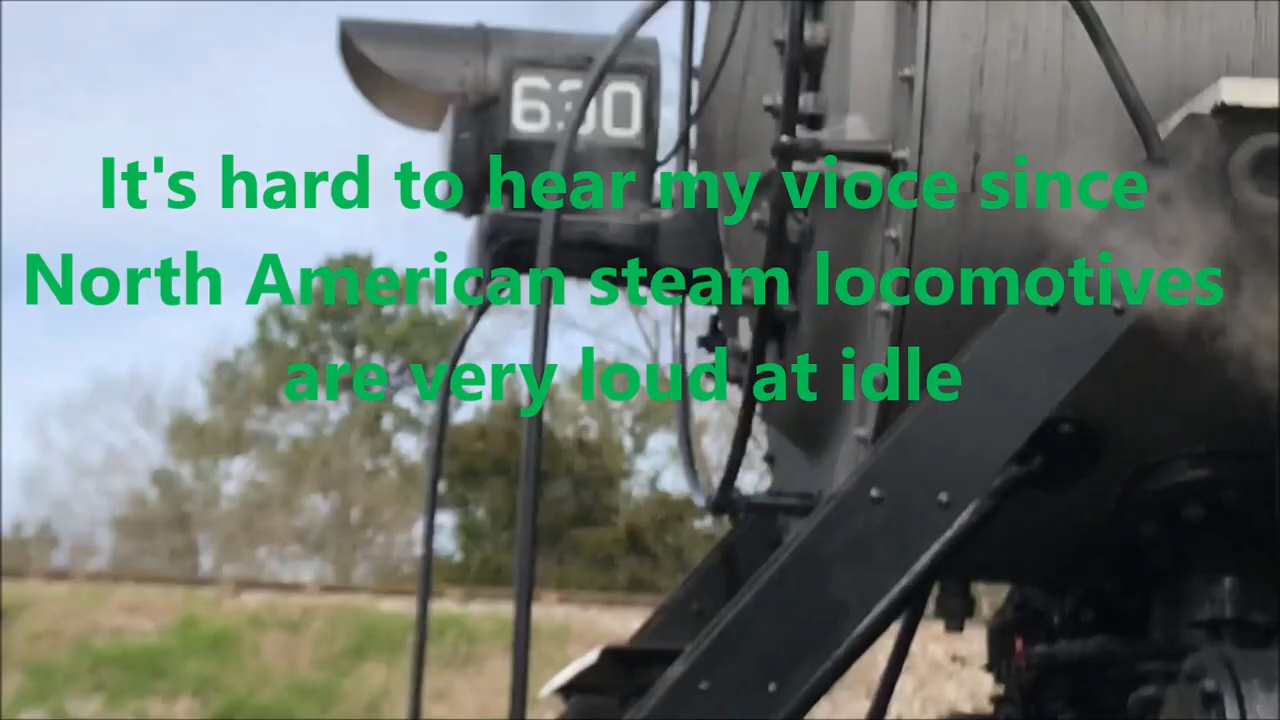 630
It's hard to hear my vioce since
North American steam locomotives
are very loud at idle